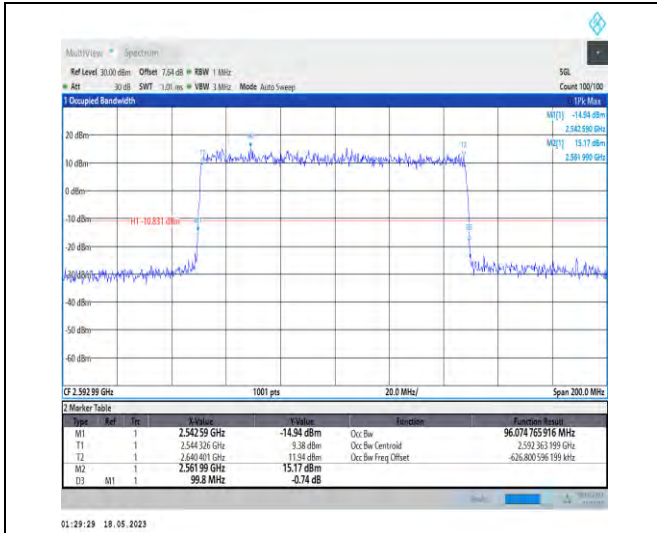 MultiView Spectrum
Ref Level 30.00 dBm Offset 7.64 dB RBW 1 MHz SGL
Att 30 dB SWT 1.01 ms VBW 3 MHz Mode Auto Sweep Count 100/100
1 Occupied Bandwidth 1Pk Max
M1[1] -14.94 dBm
2.542 590 GHz
20 dBm M2[1] 15.17 dBm
2.561 990 GHz
T2
10 dBm
0 dBm
-10 dBm H1 -10.831 dBm
-20 dBm
-30 dBm
-40 dBm
-50 dBm
-60 dBm
CF 2.592 99 GHz 1001 pts 20.0 MHz/ Span 200.0 MHz
2 Marker Table
Type Ref Trc X-Value Y-Value Function Function Result
M1 1 2.542 59 GHz -14.94 dBm Occ Bw 96.074 765 916 MHz
T1 1 2.544 326 GHz 9.38 dBm Occ Bw Centroid 2.592 363 199 GHz
T2 1 2.640 401 GHz 11.94 dBm Occ Bw Freq Offset -626.800 596 199 kHz
M2 1 2.561 99 GHz 15.17 dBm
D3 M1 1 99.8 MHz -0.74 dB
01:29:29 18.05.2023